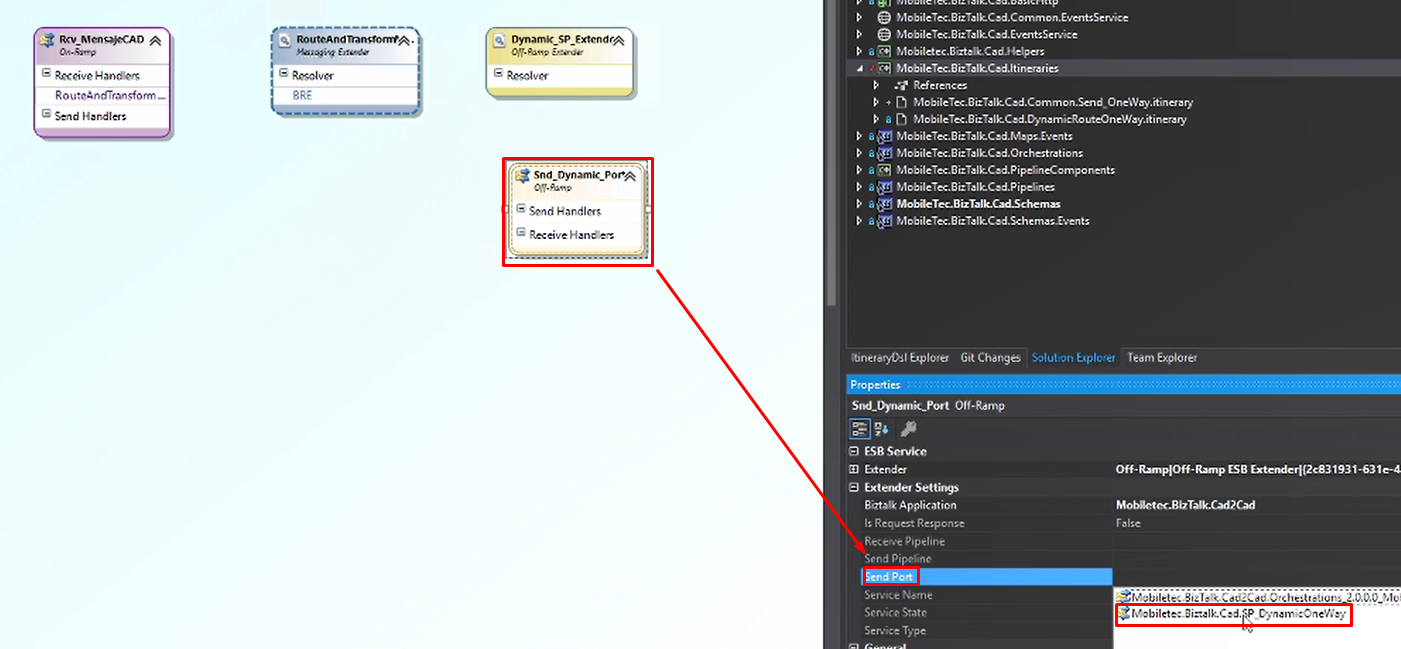 Rcv_MensajeCAD
On-Ramp
Receive Handlers
RouteAndTransform...
Send Handlers
RouteAndTransform
Messaging Extender
Resolver
BRE
Dynamic_SP_Extende
Off-Ramp Extender
Resolver
Snd_Dynamic_Port
Off-Ramp
Send Handlers
Receive Handlers
MobileTec.BizTalk.Cad.BasicHttp
MobileTec.BizTalk.Cad.Common.EventsService
MobileTec.BizTalk.Cad.EventsService
Mobiletec.Biztalk.Cad.Helpers
MobileTec.BizTalk.Cad.Itineraries
References
MobileTec.BizTalk.Cad.Common.Send_OneWay.itinerary
MobileTec.BizTalk.Cad.DynamicRouteOneWay.itinerary
MobileTec.BizTalk.Cad.Maps.Events
MobileTec.BizTalk.Cad.Orchestrations
MobileTec.BizTalk.Cad.PipelineComponents
MobileTec.BizTalk.Cad.Pipelines
MobileTec.BizTalk.Cad.Schemas
MobileTec.BizTalk.Cad.Schemas.Events
ItineraryDsl Explorer Git Changes Solution Explorer Team Explorer
Properties
Snd_Dynamic_Port Off-Ramp
ESB Service
Extender Off-Ramp|Off-Ramp ESB Extender|{2c831931-631e-4
Extender Settings
Biztalk Application Mobiletec.BizTalk.Cad2Cad
Is Request Response False
Receive Pipeline
Send Pipeline
Send Port
Service Name Mobiletec.BizTalk.Cad2Cad.Orchestrations_2.0.0.0_Mo
Service State Mobiletec.Biztalk.Cad.SP_DynamicOneWay
Service Type
General